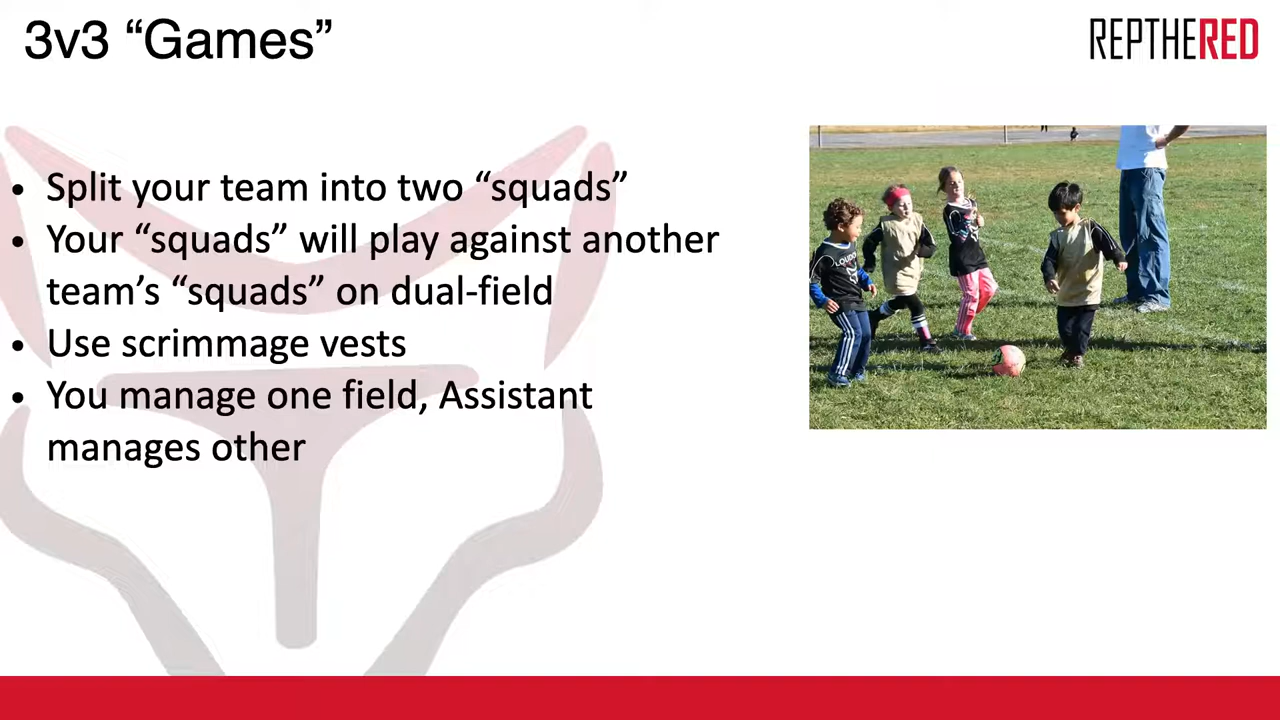 3v3 “Games”
REPTHERED
• Split your team into two “squads”
• Your “squads” will play against another
team’s “squads” on dual-field
• Use scrimmage vests
• You manage one field, Assistant
manages other